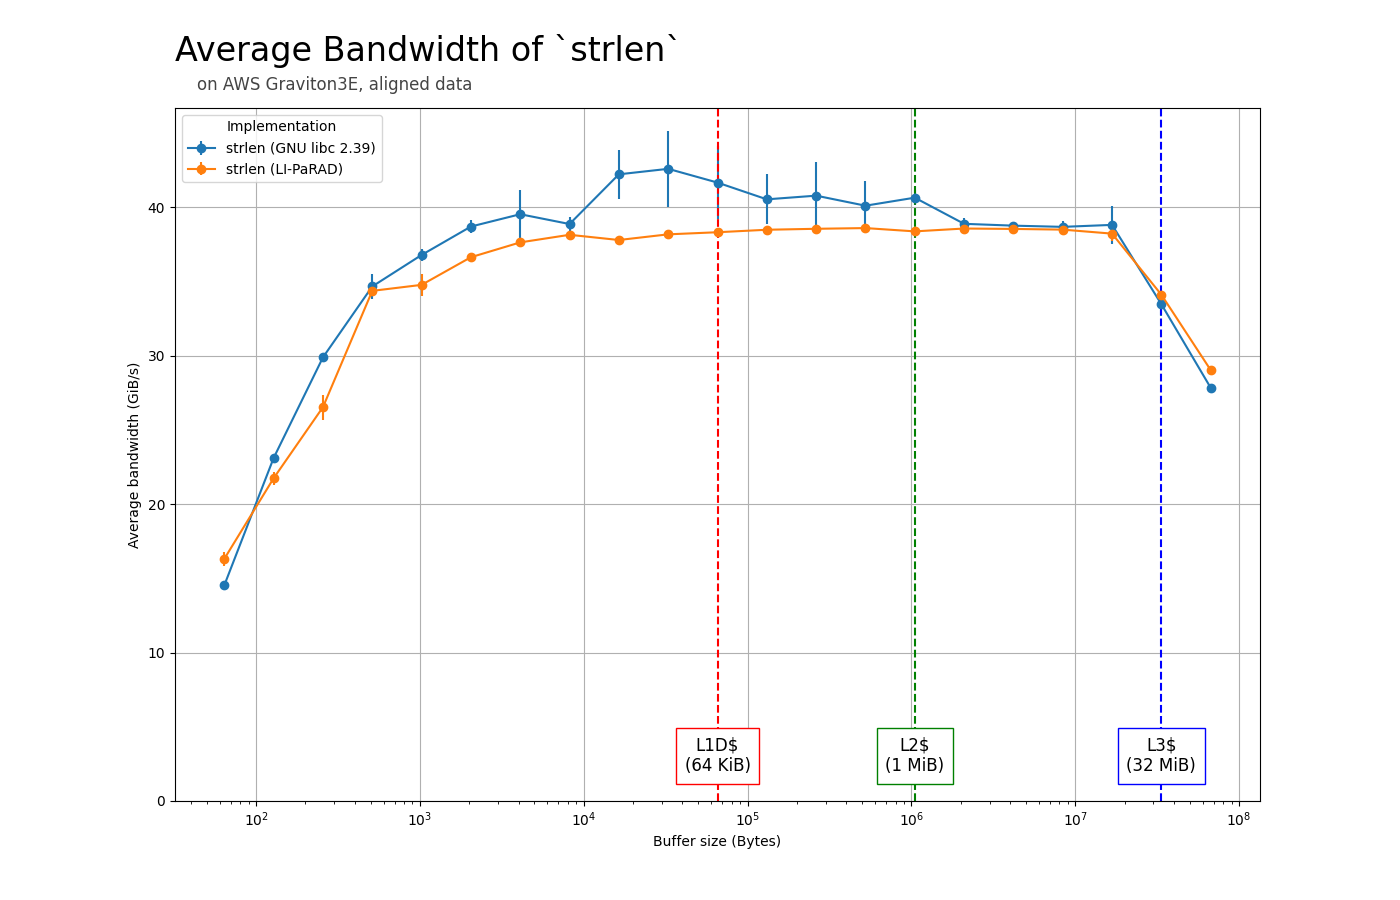 Average Bandwidth of `strlen`
on AWS Graviton3E, aligned data
Implementation
strlen (GNU libc 2.39)
strlen (LI-PaRAD)
Average bandwidth (GiB/s)
40
30
20
10
0
L1D$
(64 KiB)
L2$
(1 MiB)
L3$
(32 MiB)
10² 10³ 10⁴ 10⁵ 10⁶ 10⁷ 10⁸
Buffer size (Bytes)